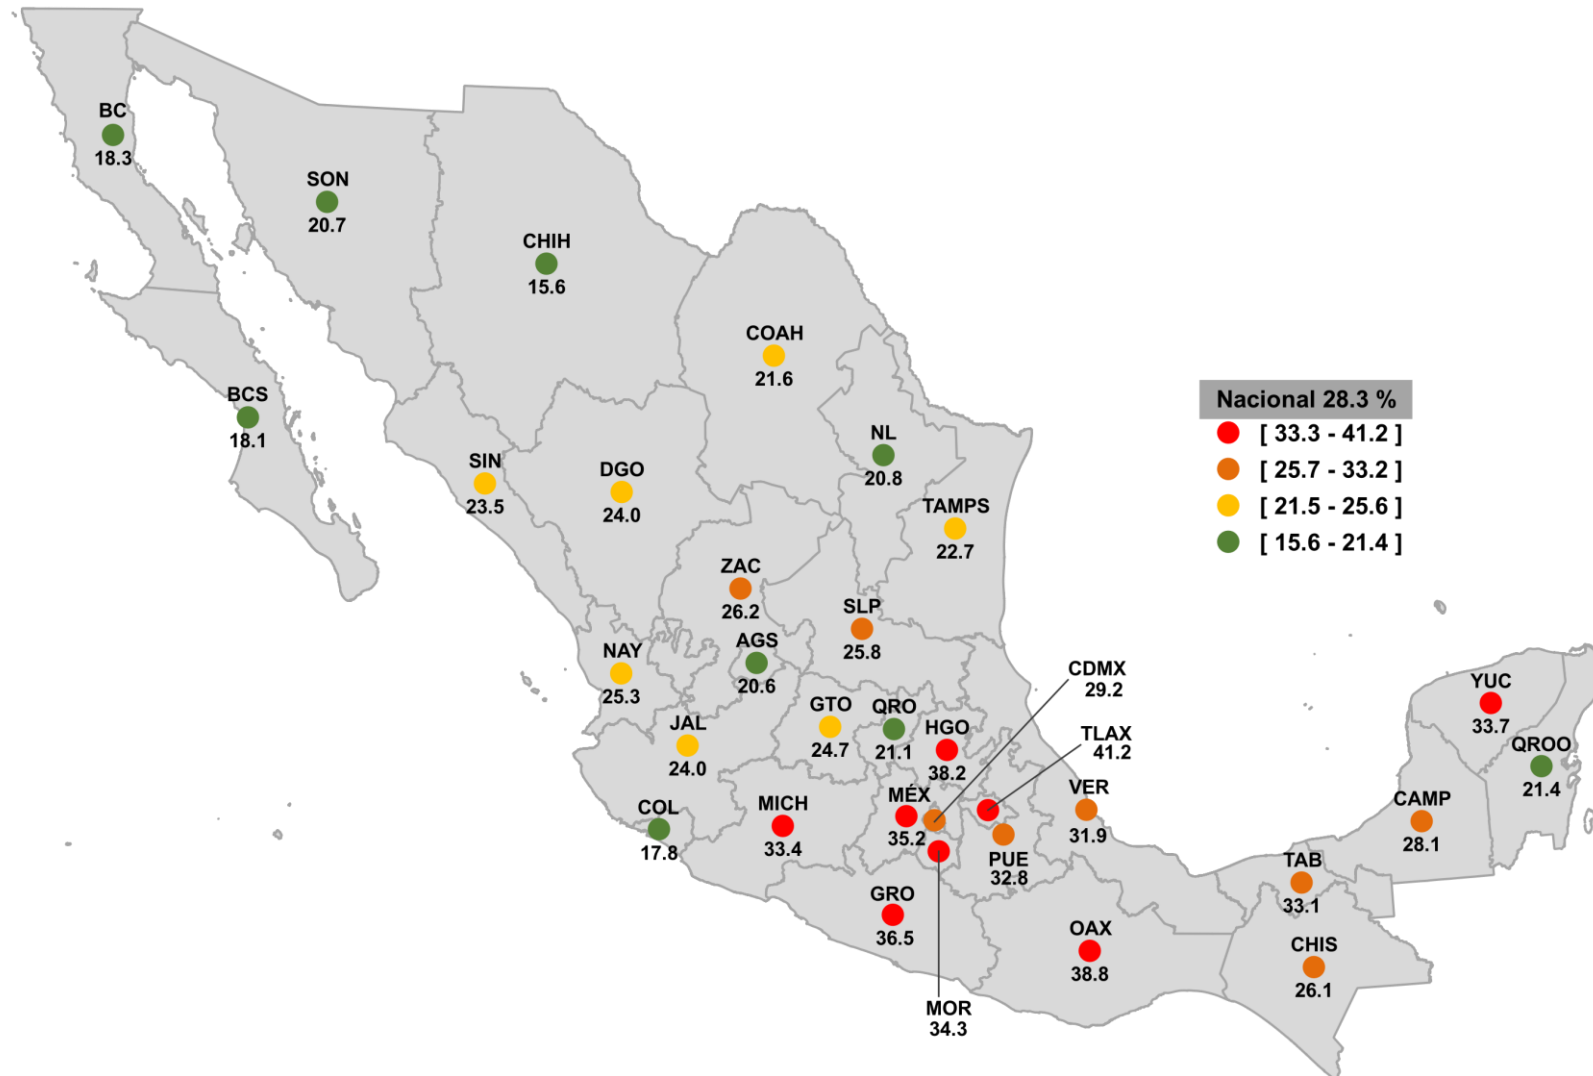 BC
18.3
SON
20.7
CHIH
15.6
COAH
21.6
BCS
18.1
Nacional 28.3 %
[ 33.3 - 41.2 ]
[ 25.7 - 33.2 ]
[ 21.5 - 25.6 ]
[ 15.6 - 21.4 ]
NL
20.8
SIN
23.5
DGO
24.0
TAMPS
22.7
ZAC
26.2
SLP
25.8
AGS
20.6
NAY
25.3
CDMX
29.2
YUC
33.7
GTO
24.7
QRO
21.1
JAL
24.0
HGO
38.2
TLAX
41.2
QROO
21.4
MÉX
35.2
VER
31.9
CAMP
28.1
COL
17.8
MICH
33.4
PUE
32.8
TAB
33.1
GRO
36.5
OAX
38.8
CHIS
26.1
MOR
34.3